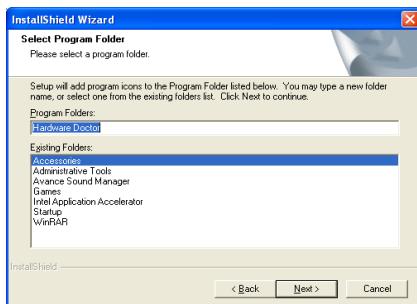 InstallShield Wizard
Select Program Folder
Please select a program folder.
Setup will add program icons to the Program Folder listed below. You may type a new folder
name, or select one from the existing folders list. Click Next to continue.
Program Folders:
Hardware Doctor
Existing Folders:
Accessories
Administrative Tools
Avance Sound Manager
Games
Intel Application Accelerator
Startup
WinRAR
InstallShield
< Back
Next >
Cancel